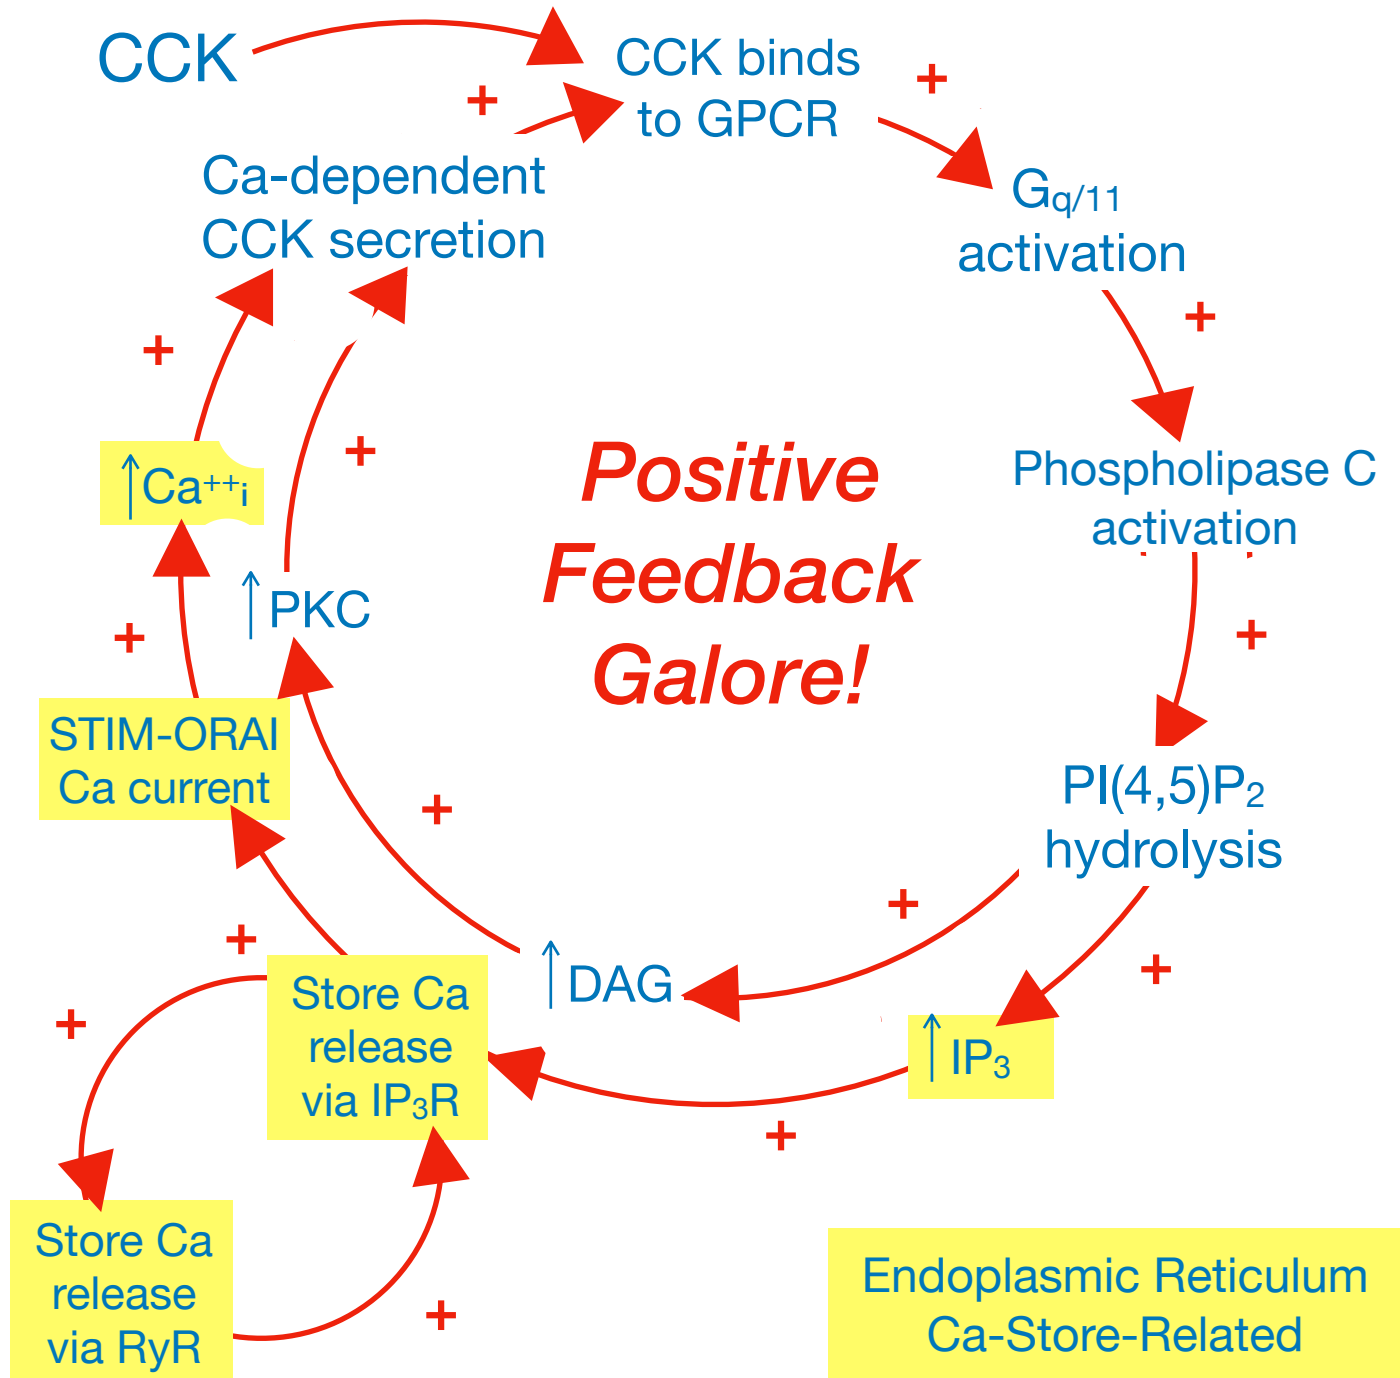 CCK
CCK binds
to GPCR
+
+
Ca-dependent
CCK secretion
Gq/11
activation
+
+
+
Positive
Feedback
Galore!
Phospholipase C
activation
↑Ca⁺⁺i
↑PKC
+
+
STIM-ORAI
Ca current
PI(4,5)P₂
hydrolysis
+
+
+
+
↑DAG
↑IP₃
Store Ca
release
via IP₃R
+
+
Store Ca
release
via RyR
+
Endoplasmic Reticulum
Ca-Store-Related